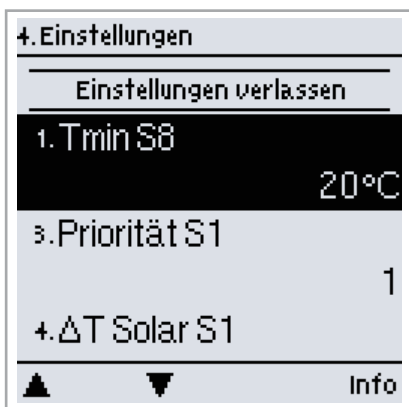 4. Einstellungen
Einstellungen verlassen
1. Tmin S8
20°C
3. Priorität S1
1
4. ΔT Solar S1
Info